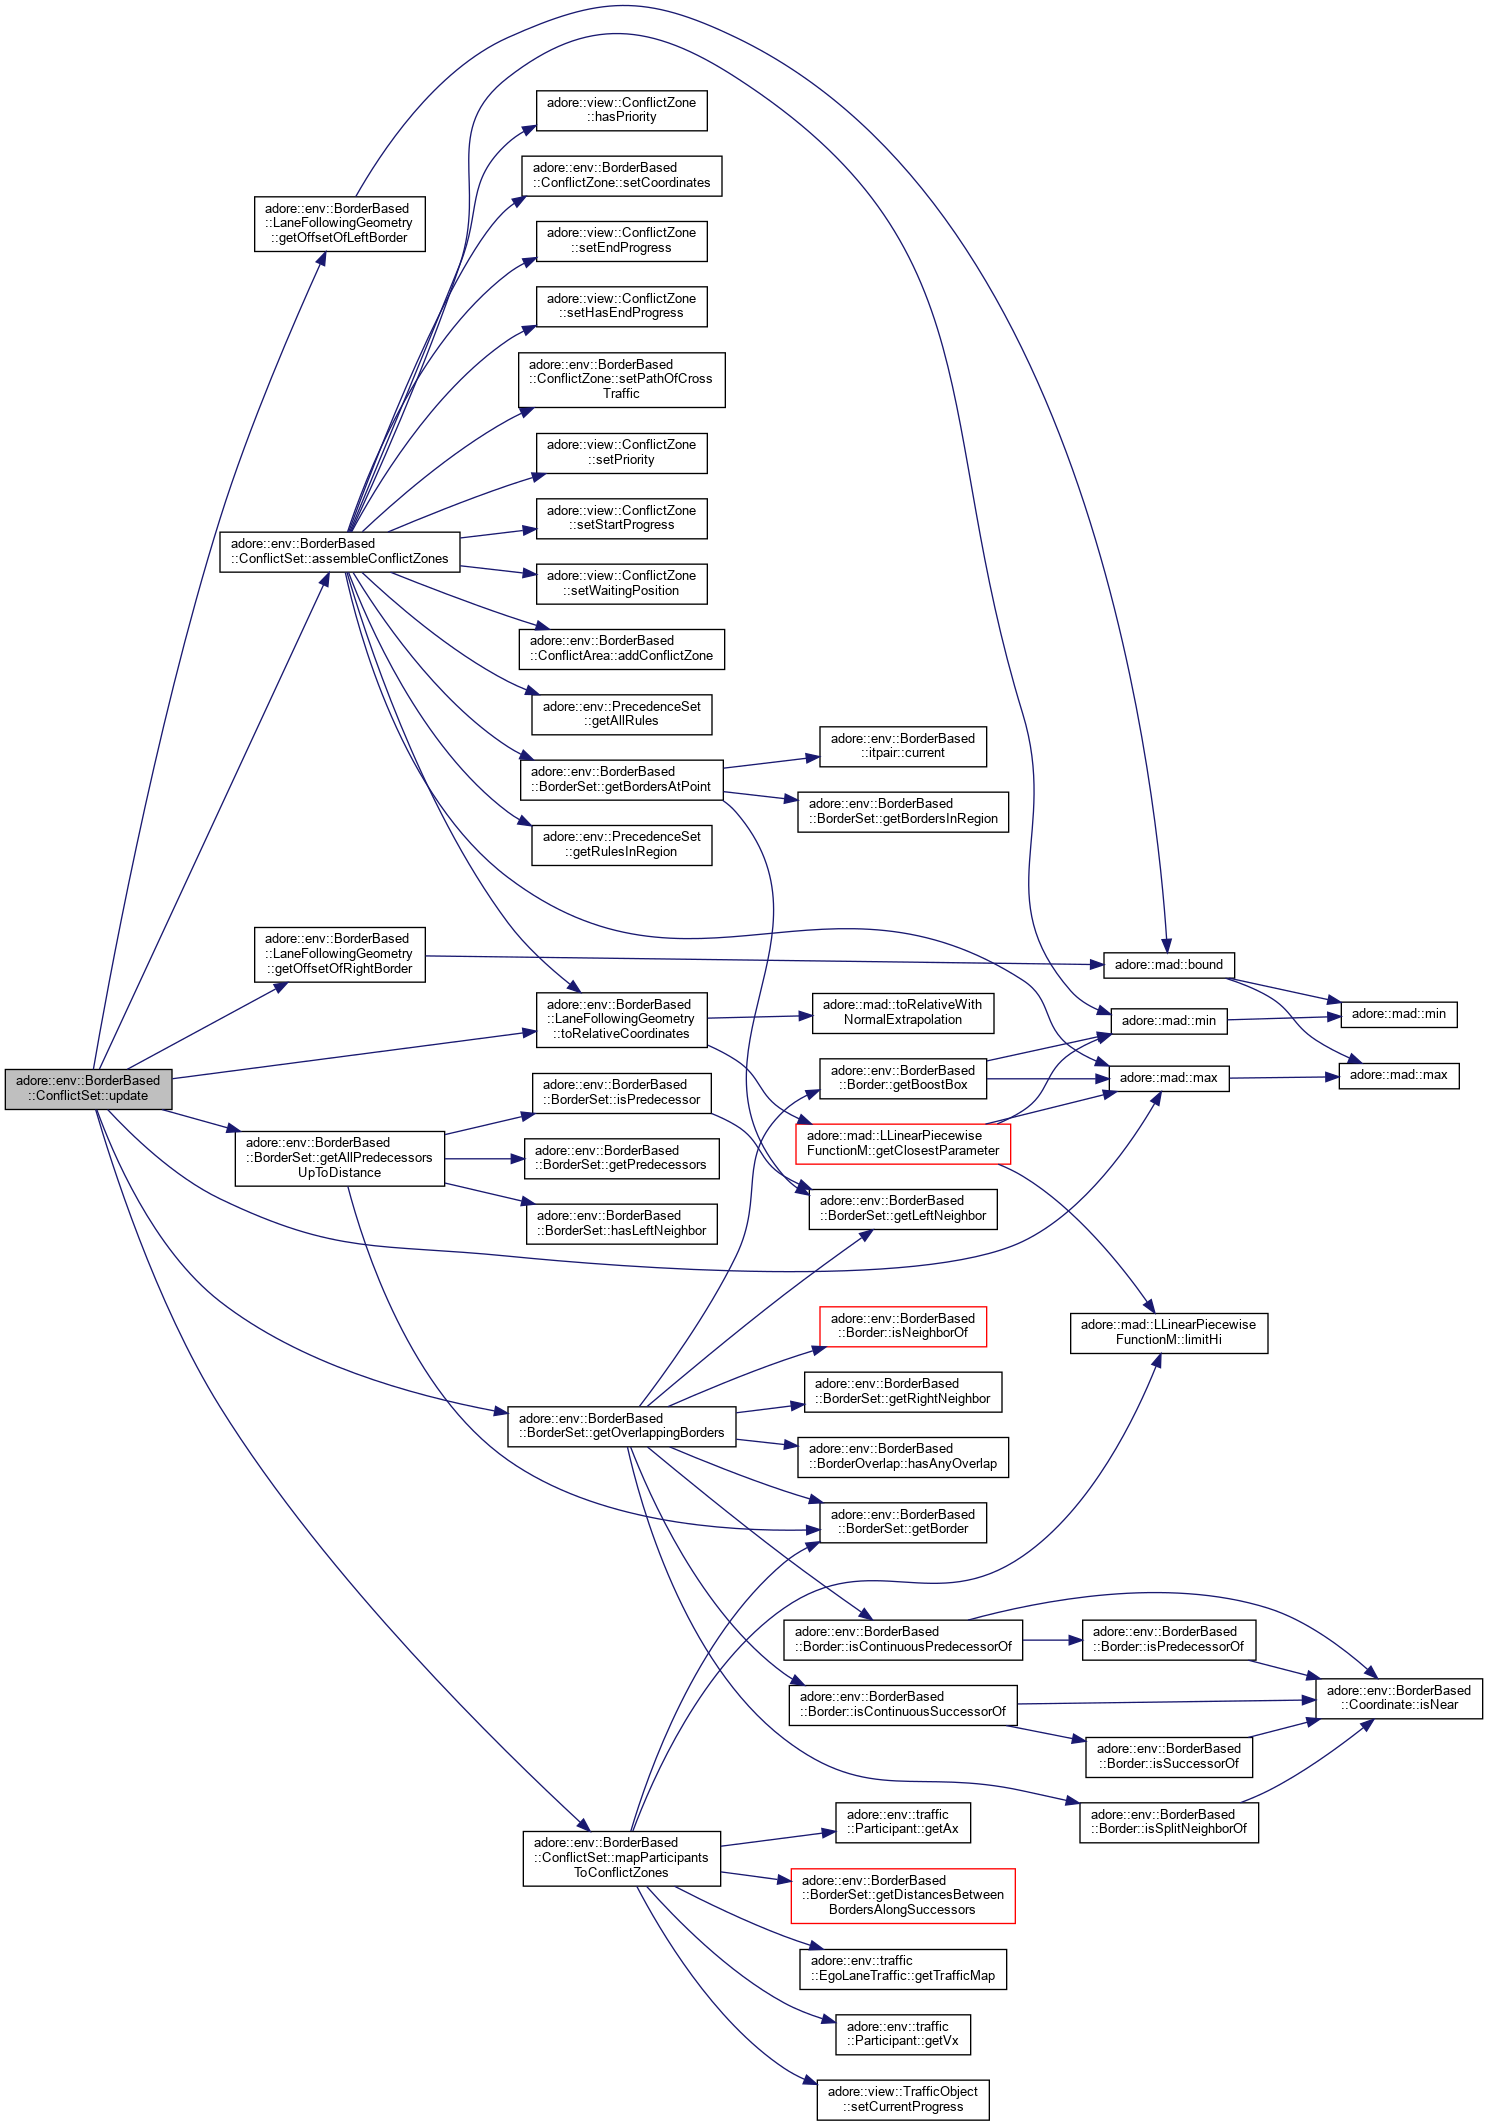 adore::view::ConflictZone
::hasPriority
adore::env::BorderBased
::ConflictZone::setCoordinates
adore::env::BorderBased
::LaneFollowingGeometry
::getOffsetOfLeftBorder
adore::view::ConflictZone
::setEndProgress
adore::view::ConflictZone
::setHasEndProgress
adore::env::BorderBased
::ConflictZone::setPathOfCross
Traffic
adore::view::ConflictZone
::setPriority
adore::view::ConflictZone
::setStartProgress
adore::env::BorderBased
::ConflictSet::assembleConflictZones
adore::view::ConflictZone
::setWaitingPosition
adore::env::BorderBased
::ConflictArea::addConflictZone
adore::env::PrecedenceSet
::getAllRules
adore::env::BorderBased
::itpair::current
adore::env::BorderBased
::BorderSet::getBordersAtPoint
adore::env::BorderBased
::BorderSet::getBordersInRegion
adore::env::PrecedenceSet
::getRulesInRegion
adore::env::BorderBased
::LaneFollowingGeometry
::getOffsetOfRightBorder
adore::mad::bound
adore::env::BorderBased
::LaneFollowingGeometry
::toRelativeCoordinates
adore::mad::toRelativeWith
NormalExtrapolation
adore::mad::min
adore::mad::min
adore::env::BorderBased
::ConflictSet::update
adore::env::BorderBased
::Border::getBoostBox
adore::mad::max
adore::mad::max
adore::env::BorderBased
::BorderSet::isPredecessor
adore::mad::LLinearPiecewise
FunctionM::getClosestParameter
adore::env::BorderBased
::BorderSet::getAllPredecessors
UpToDistance
adore::env::BorderBased
::BorderSet::getPredecessors
adore::env::BorderBased
::BorderSet::hasLeftNeighbor
adore::env::BorderBased
::BorderSet::getLeftNeighbor
adore::env::BorderBased
::Border::isNeighborOf
adore::mad::LLinearPiecewise
FunctionM::limitHi
adore::env::BorderBased
::BorderSet::getRightNeighbor
adore::env::BorderBased
::BorderSet::getOverlappingBorders
adore::env::BorderBased
::BorderOverlap::hasAnyOverlap
adore::env::BorderBased
::BorderSet::getBorder
adore::env::BorderBased
::Border::isContinuousPredecessorOf
adore::env::BorderBased
::Border::isPredecessorOf
adore::env::BorderBased
::Border::isContinuousSuccessorOf
adore::env::BorderBased
::Coordinate::isNear
adore::env::BorderBased
::Border::isSuccessorOf
adore::env::BorderBased
::Border::isSplitNeighborOf
adore::env::traffic
::Participant::getAx
adore::env::BorderBased
::ConflictSet::mapParticipants
ToConflictZones
adore::env::BorderBased
::BorderSet::getDistancesBetween
BordersAlongSuccessors
adore::env::traffic
::EgoLaneTraffic::getTrafficMap
adore::env::traffic
::Participant::getVx
adore::view::TrafficObject
::setCurrentProgress